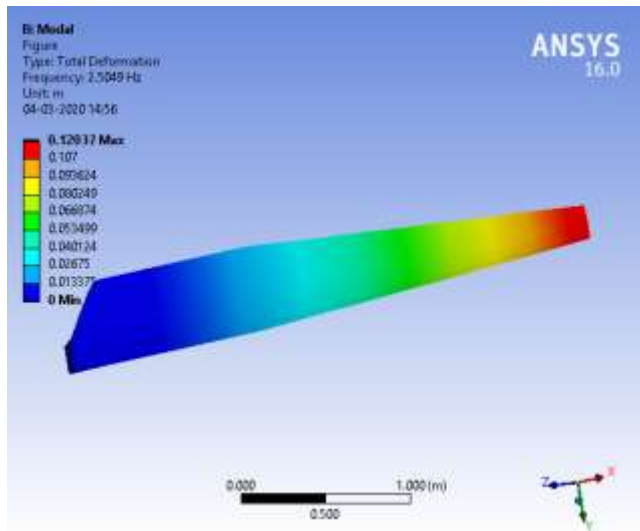 B: Modal
Figure
Type: Total Deformation
Frequency: 2.5049 Hz
Unit: m
04-03-2020 14:56
ANSYS
16.0
0.12037 Max
0.107
0.093624
0.080249
0.066874
0.053499
0.040124
0.02675
0.013375
0 Min
0.000
1.000 (m)
0.500
Z
X
Y